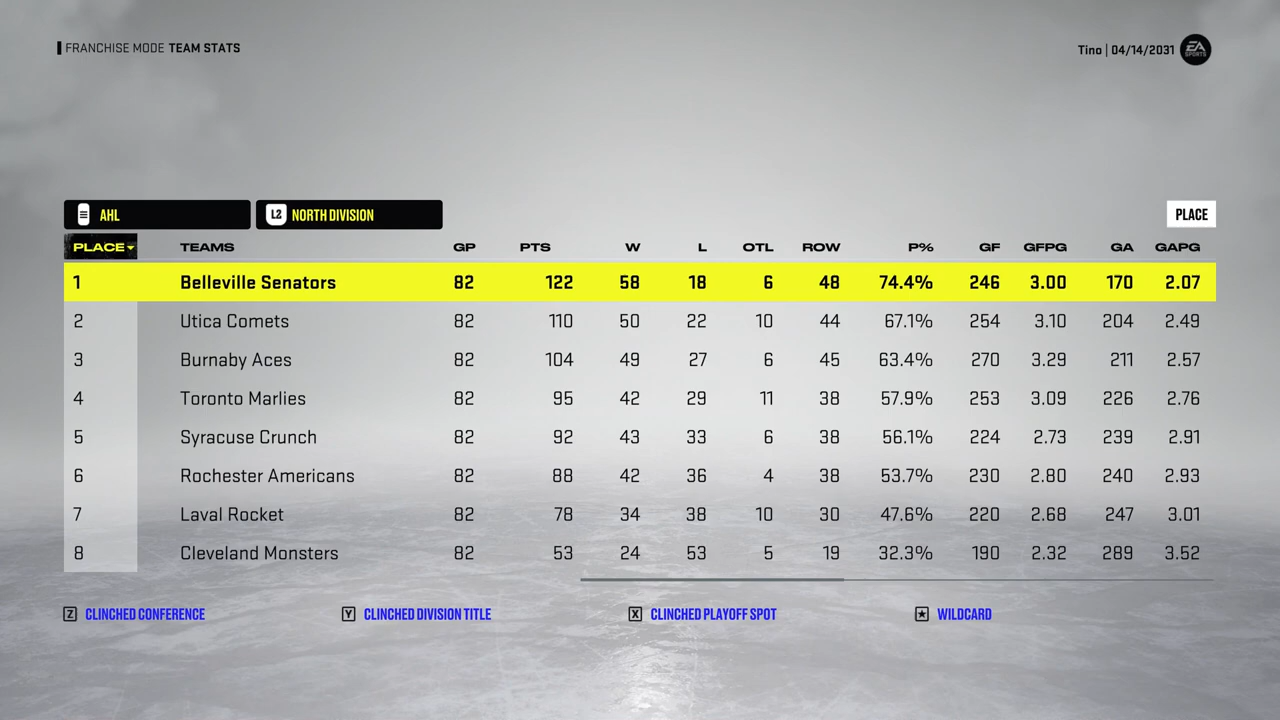 FRANCHISE MODE TEAM STATS
Tino | 04/14/2031 EA SPORTS
AHL L2 NORTH DIVISION PLACE
PLACE TEAMS GP PTS W L OTL ROW P% GF GFPG GA GAPG
1 Belleville Senators 82 122 58 18 6 48 74.4% 246 3.00 170 2.07
2 Utica Comets 82 110 50 22 10 44 67.1% 254 3.10 204 2.49
3 Burnaby Aces 82 104 49 27 6 45 63.4% 270 3.29 211 2.57
4 Toronto Marlies 82 95 42 29 11 38 57.9% 253 3.09 226 2.76
5 Syracuse Crunch 82 92 43 33 6 38 56.1% 224 2.73 239 2.91
6 Rochester Americans 82 88 42 36 4 38 53.7% 230 2.80 240 2.93
7 Laval Rocket 82 78 34 38 10 30 47.6% 220 2.68 247 3.01
8 Cleveland Monsters 82 53 24 53 5 19 32.3% 190 2.32 289 3.52
Z CLINCHED CONFERENCE Y CLINCHED DIVISION TITLE X CLINCHED PLAYOFF SPOT ★ WILDCARD